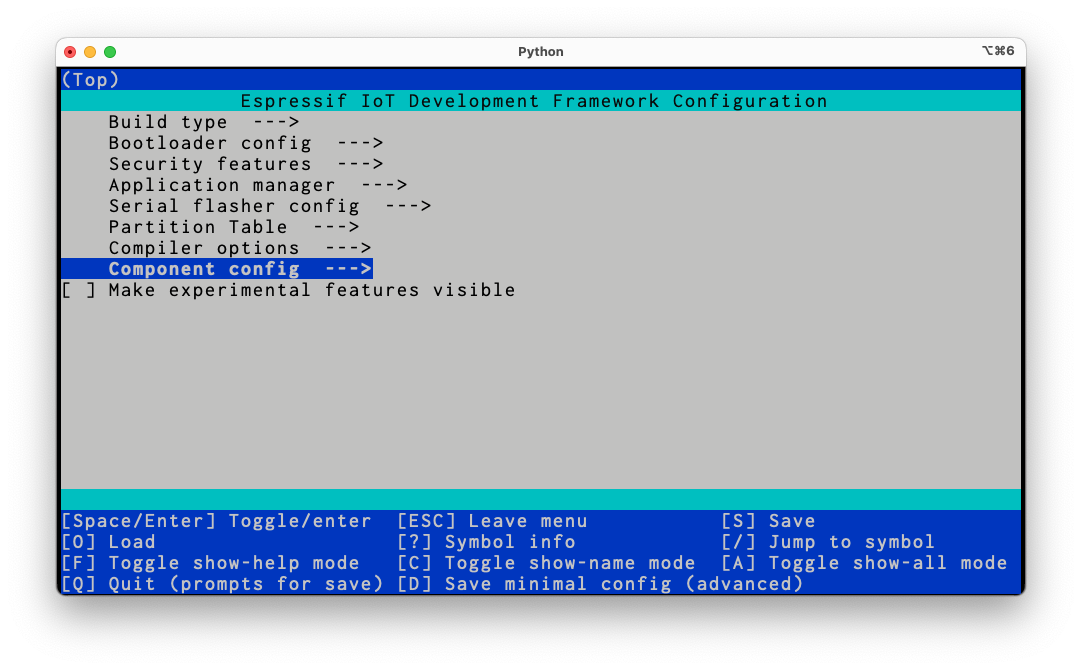 Python
⌥⌘6
(Top)
Espressif IoT Development Framework Configuration
Build type --->
Bootloader config --->
Security features --->
Application manager --->
Serial flasher config --->
Partition Table --->
Compiler options --->
Component config --->
[ ] Make experimental features visible
[Space/Enter] Toggle/enter [ESC] Leave menu [S] Save
[O] Load [?] Symbol info [/] Jump to symbol
[F] Toggle show-help mode [C] Toggle show-name mode [A] Toggle show-all mode
[Q] Quit (prompts for save) [D] Save minimal config (advanced)